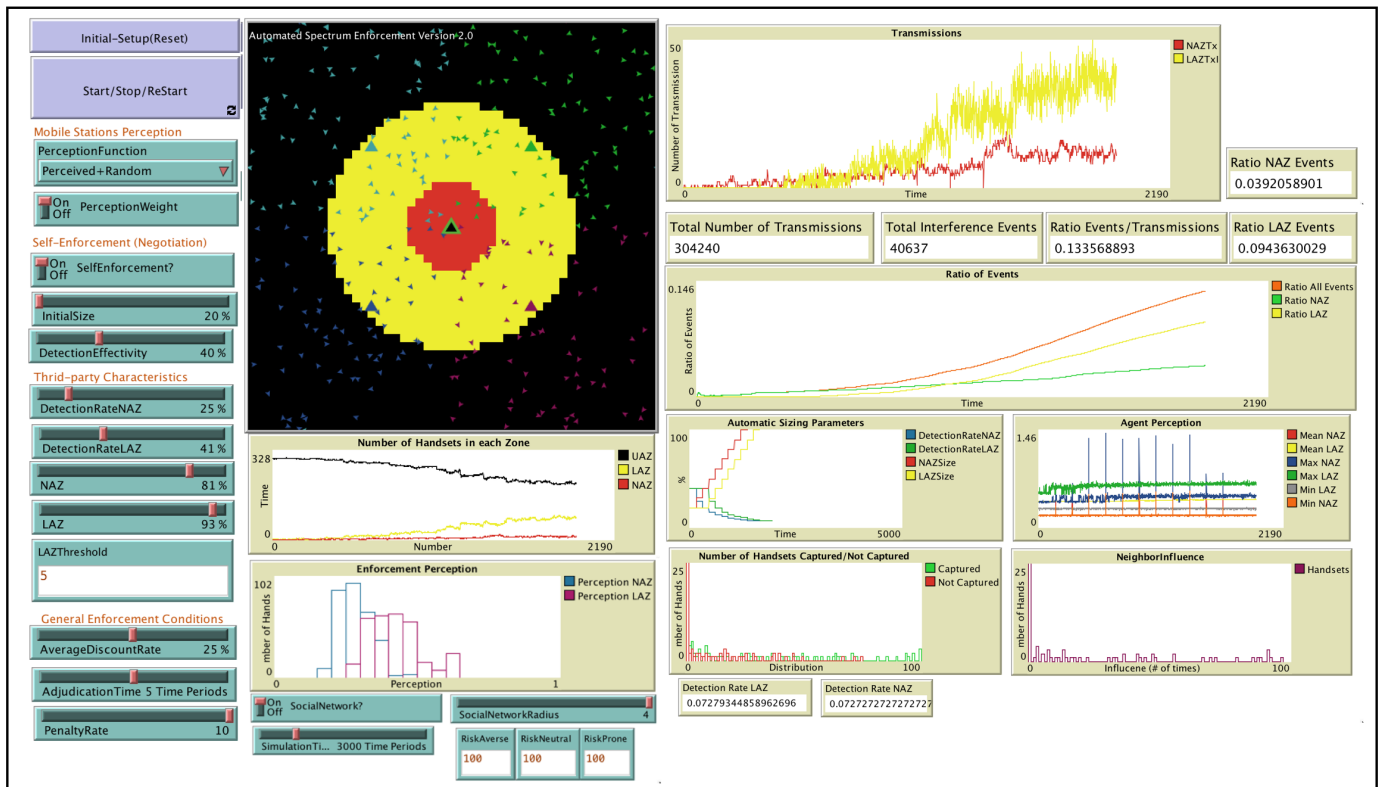 Initial-Setup(Reset)
Start/Stop/ReStart
Mobile Stations Perception
PerceptionFunction
Perceived+Random
On
Off
PerceptionWeight
Self-Enforcement (Negotiation)
On
Off
SelfEnforcement?
InitialSize 20 %
DetectionEffectivity 40 %
Thrid-party Characteristics
DetectionRateNAZ 25 %
DetectionRateLAZ 41 %
NAZ 81 %
LAZ 93 %
LAZThreshold
5
General Enforcement Conditions
AverageDiscountRate 25 %
AdjudicationTime 5 Time Periods
PenaltyRate 10
Automated Spectrum Enforcement Version 2.0
Number of Handsets in each Zone
328
Time
0
0 Number 2190
UAZ
LAZ
NAZ
Enforcement Perception
102
mber of Hands
0
0 Perception 1
Perception NAZ
Perception LAZ
On
Off
SocialNetwork?
SocialNetworkRadius 4
SimulationTi... 3000 Time Periods
RiskAverse
100
RiskNeutral
100
RiskProne
100
Transmissions
50
Number of Transmission
0
0 Time 2190
NAZTx
LAZTxl
Ratio NAZ Events
0.0392058901
Total Number of Transmissions
304240
Total Interference Events
40637
Ratio Events/Transmissions
0.133568893
Ratio LAZ Events
0.0943630029
Ratio of Events
0.146
Ratio of Events
0
0 Time 2190
Ratio All Events
Ratio NAZ
Ratio LAZ
Automatic Sizing Parameters
100
%
0
0 Time 5000
DetectionRateNAZ
DetectionRateLAZ
NAZSize
LAZSize
Agent Perception
1.46
0
0 Time 2190
Mean NAZ
Mean LAZ
Max NAZ
Max LAZ
Min LAZ
Min NAZ
Number of Handsets Captured/Not Captured
25
mber of Hands
0
0 Distribution 100
Captured
Not Captured
NeighborInfluence
25
mber of Hands
0
0 Influcene (# of times) 100
Handsets
Detection Rate LAZ
0.07279344858962696
Detection Rate NAZ
0.0727272727272727